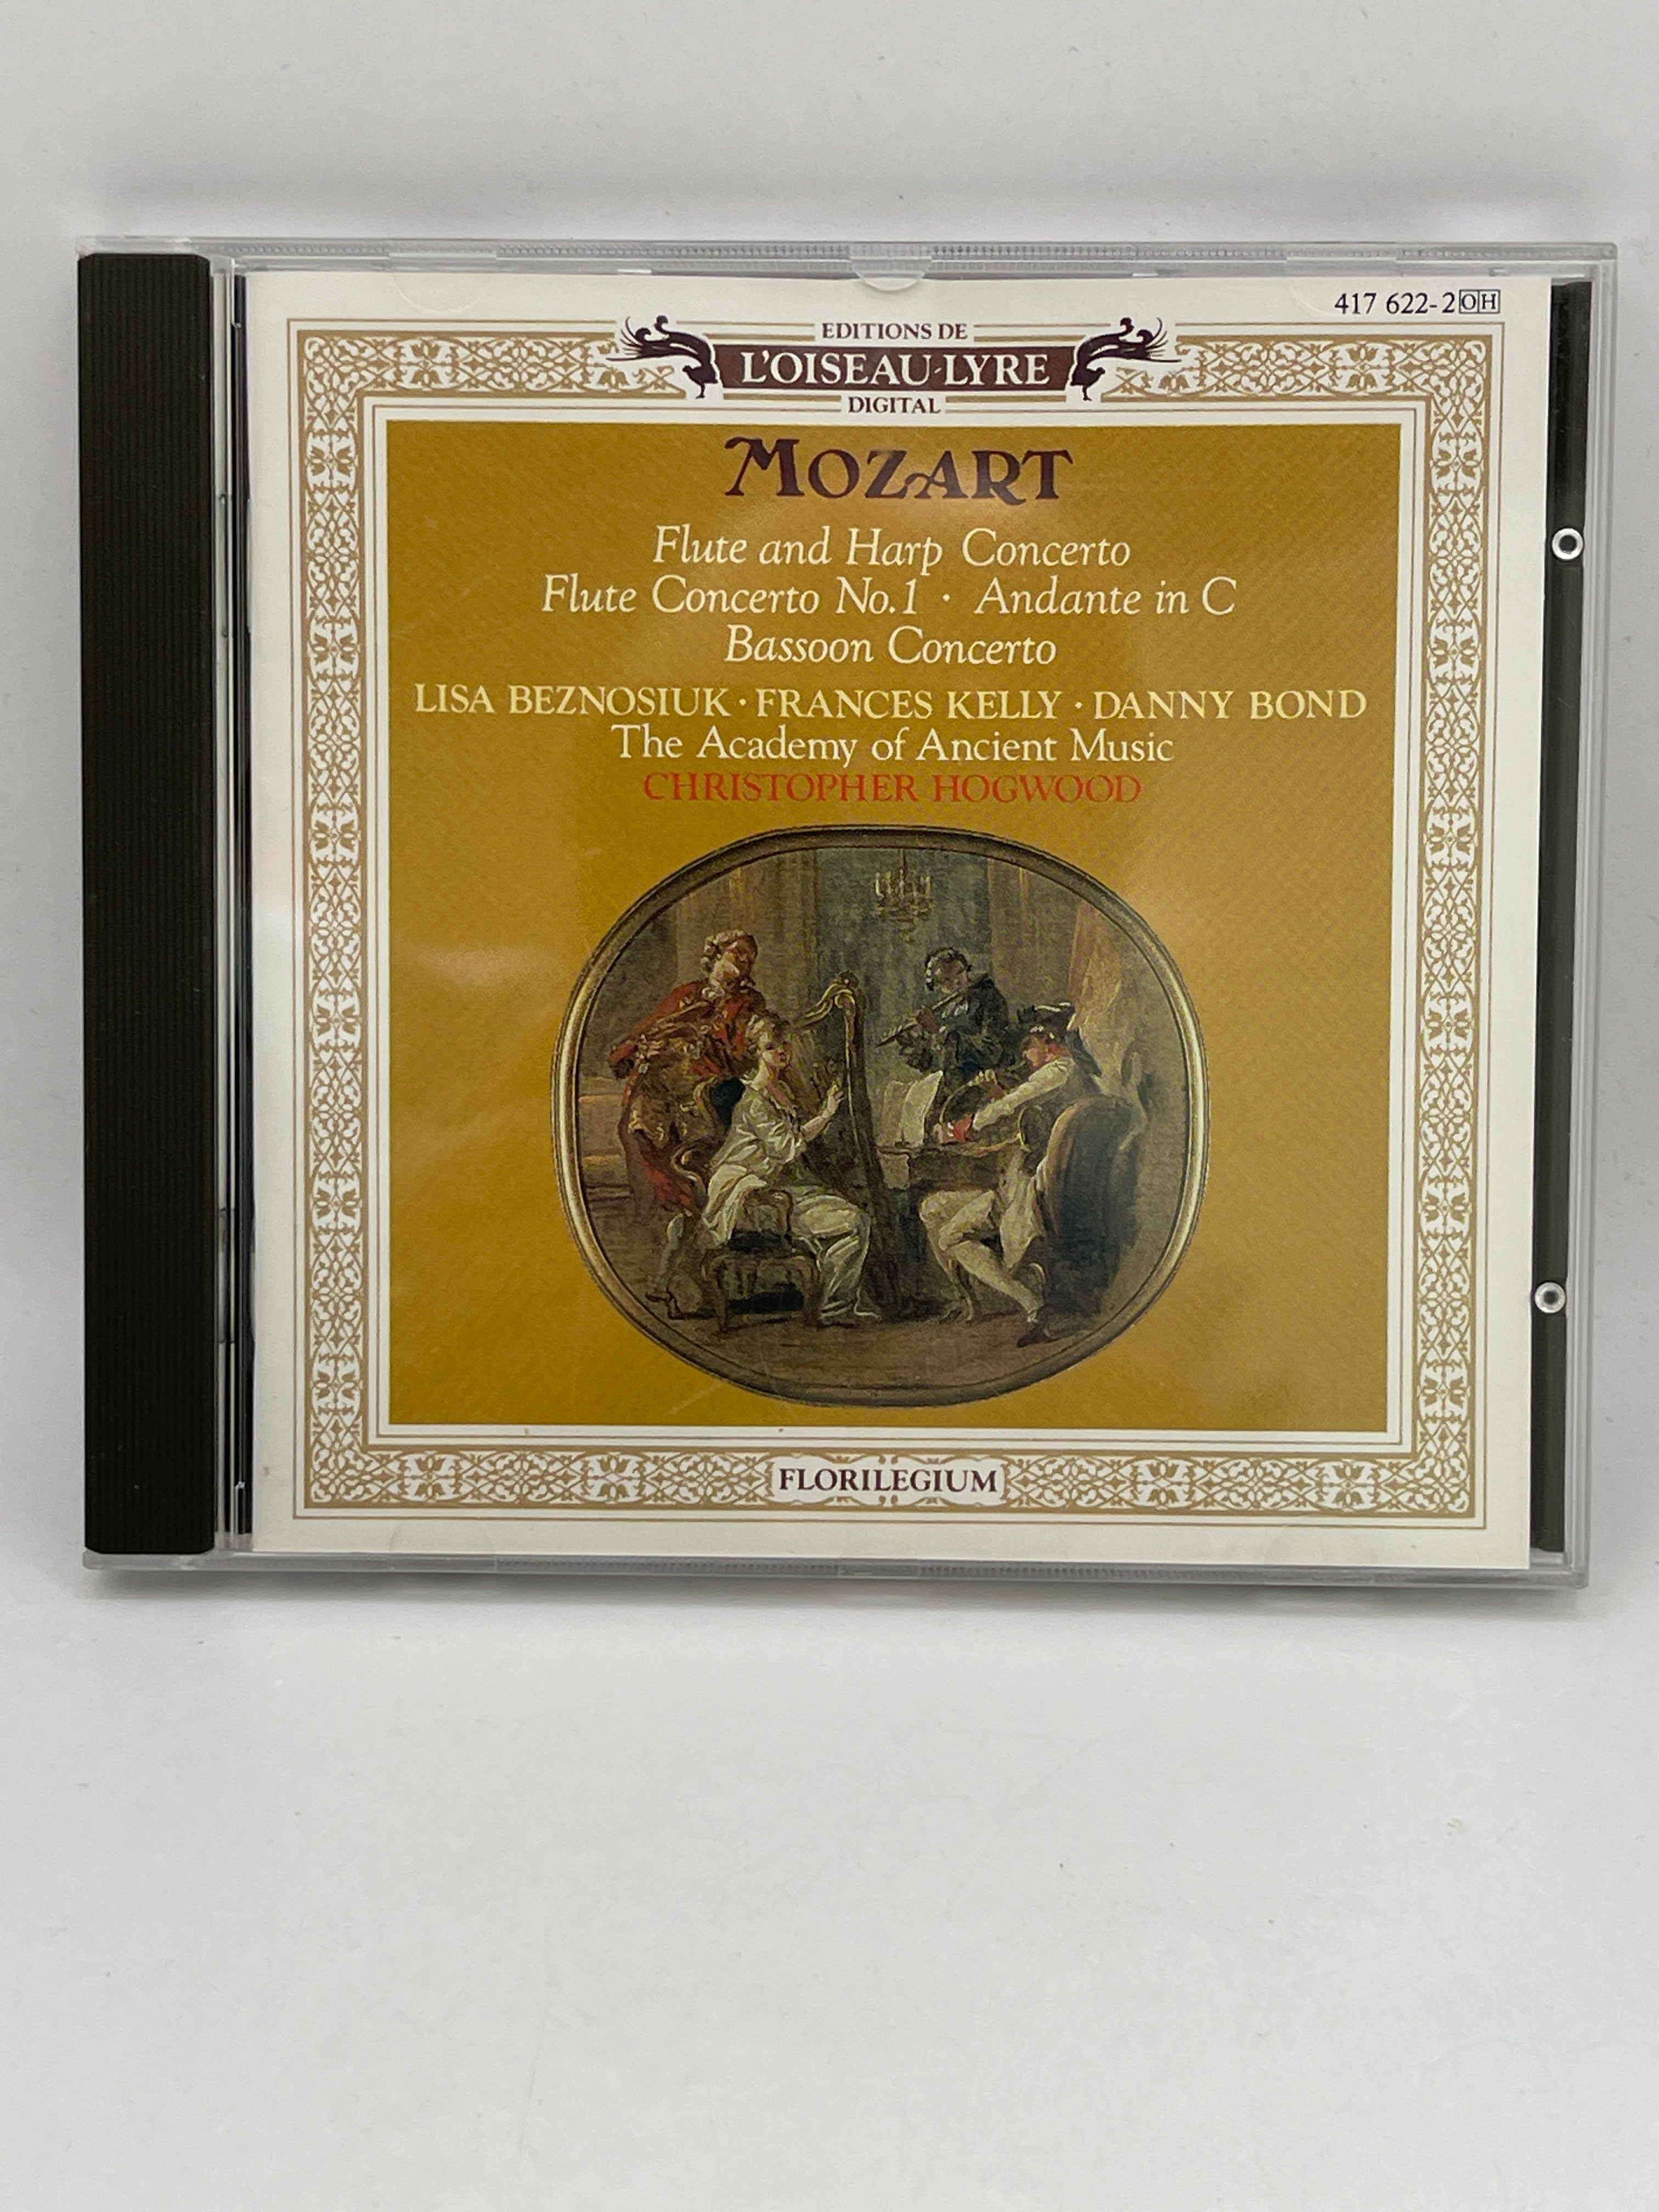 417 622-2 OH
EDITIONS DE
L'OISEAU-LYRE
DIGITAL
MOZART
Flute and Harp Concerto
Flute Concerto No.1 · Andante in C
Bassoon Concerto
LISA BEZNOSIUK · FRANCES KELLY · DANNY BOND
The Academy of Ancient Music
CHRISTOPHER HOGWOOD
FLORILEGIUM